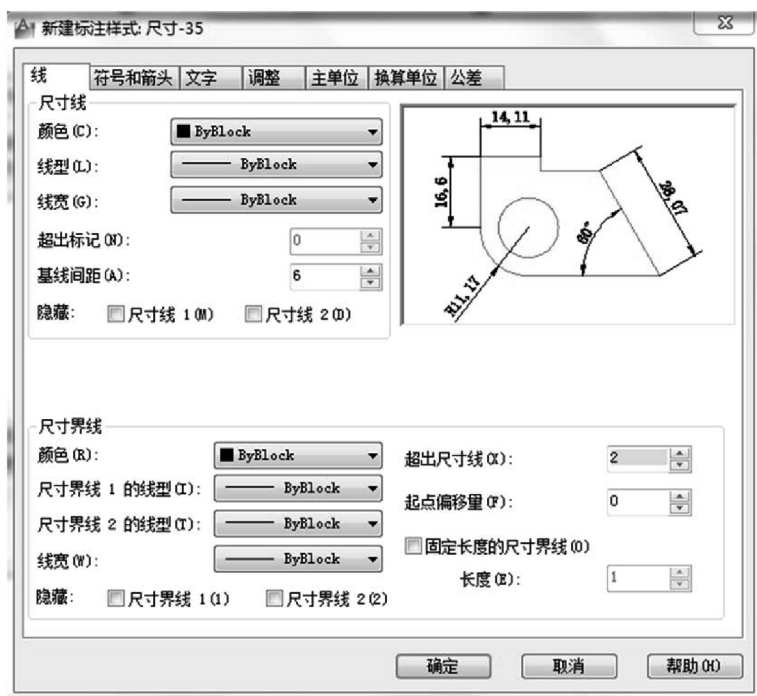 新建标注样式: 尺寸-35
线 符号和箭头 文字 调整 主单位 换算单位 公差
尺寸线
颜色(C): ByBlock
线型(L): ByBlock
线宽(G): ByBlock
超出标记(N): 0
基线间距(A): 6
隐藏: 尺寸线 1(M) 尺寸线 2(D)
14,11
16,6
28,07
60°
R11,17
尺寸界线
颜色(R): ByBlock
尺寸界线 1 的线型(I): ByBlock
尺寸界线 2 的线型(T): ByBlock
线宽(W): ByBlock
隐藏: 尺寸界线 1(1) 尺寸界线 2(2)
超出尺寸线(X): 2
起点偏移量(F): 0
固定长度的尺寸界线(O)
长度(E): 1
确定 取消 帮助(H)